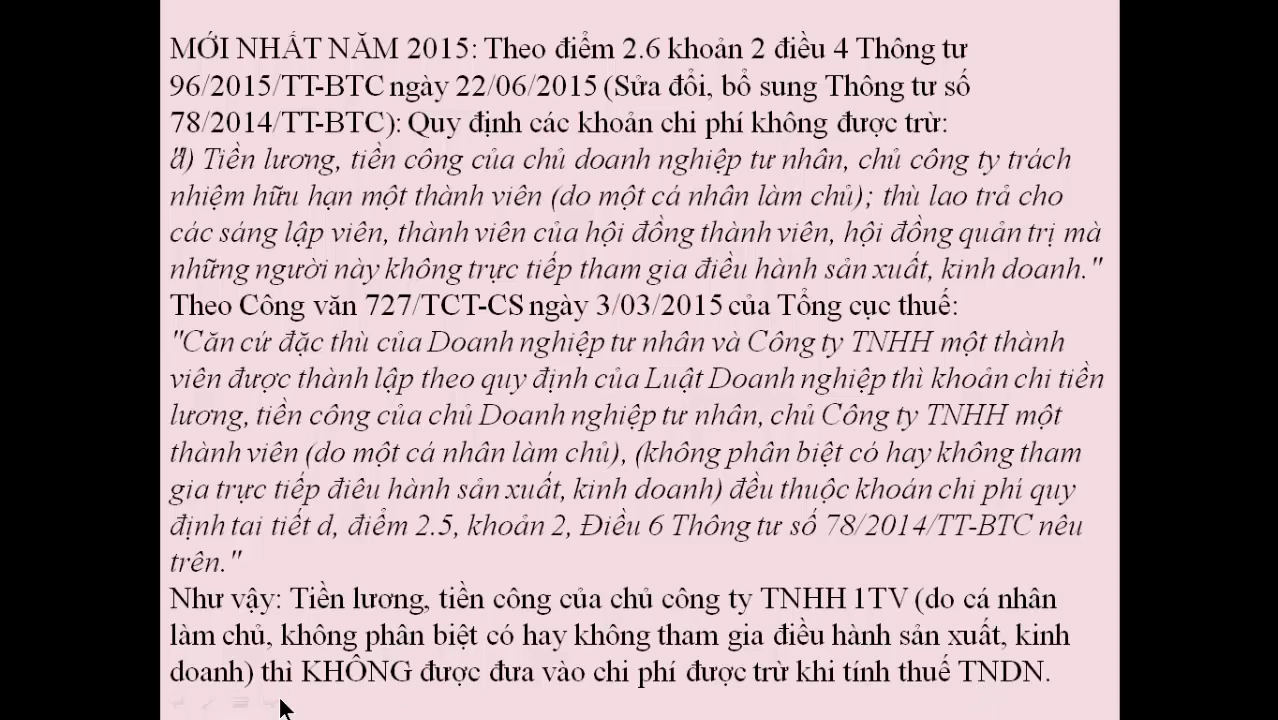 MỚI NHẤT NĂM 2015: Theo điểm 2.6 khoản 2 điều 4 Thông tư
96/2015/TT-BTC ngày 22/06/2015 (Sửa đổi, bổ sung Thông tư số
78/2014/TT-BTC): Quy định các khoản chi phí không được trừ:
"d) Tiền lương, tiền công của chủ doanh nghiệp tư nhân, chủ công ty trách
nhiệm hữu hạn một thành viên (do một cá nhân làm chủ); thù lao trả cho
các sáng lập viên, thành viên của hội đồng thành viên, hội đồng quản trị mà
những người này không trực tiếp tham gia điều hành sản xuất, kinh doanh."
Theo Công văn 727/TCT-CS ngày 3/03/2015 của Tổng cục thuế:
"Căn cứ đặc thù của Doanh nghiệp tư nhân và Công ty TNHH một thành
viên được thành lập theo quy định của Luật Doanh nghiệp thì khoản chi tiền
lương, tiền công của chủ Doanh nghiệp tư nhân, chủ Công ty TNHH một
thành viên (do một cá nhân làm chủ), (không phân biệt có hay không tham
gia trực tiếp điêu hành sản xuất, kinh doanh) đều thuộc khoán chi phí quy
định tai tiết d, điểm 2.5, khoản 2, Điều 6 Thông tư số 78/2014/TT-BTC nêu
trên."
Như vậy: Tiền lương, tiền công của chủ công ty TNHH 1TV (do cá nhân
làm chủ, không phân biệt có hay không tham gia điều hành sản xuất, kinh
doanh) thì KHÔNG được đưa vào chi phí được trừ khi tính thuế TNDN.